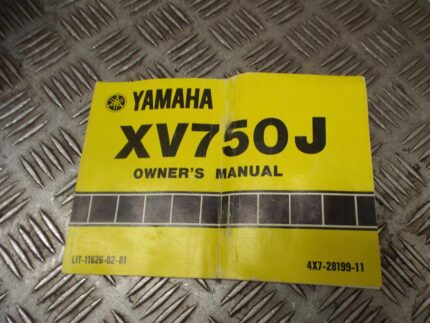 YAMAHA
XV750J
OWNER'S MANUAL
LIT-11626-02-81
4X7-28199-11